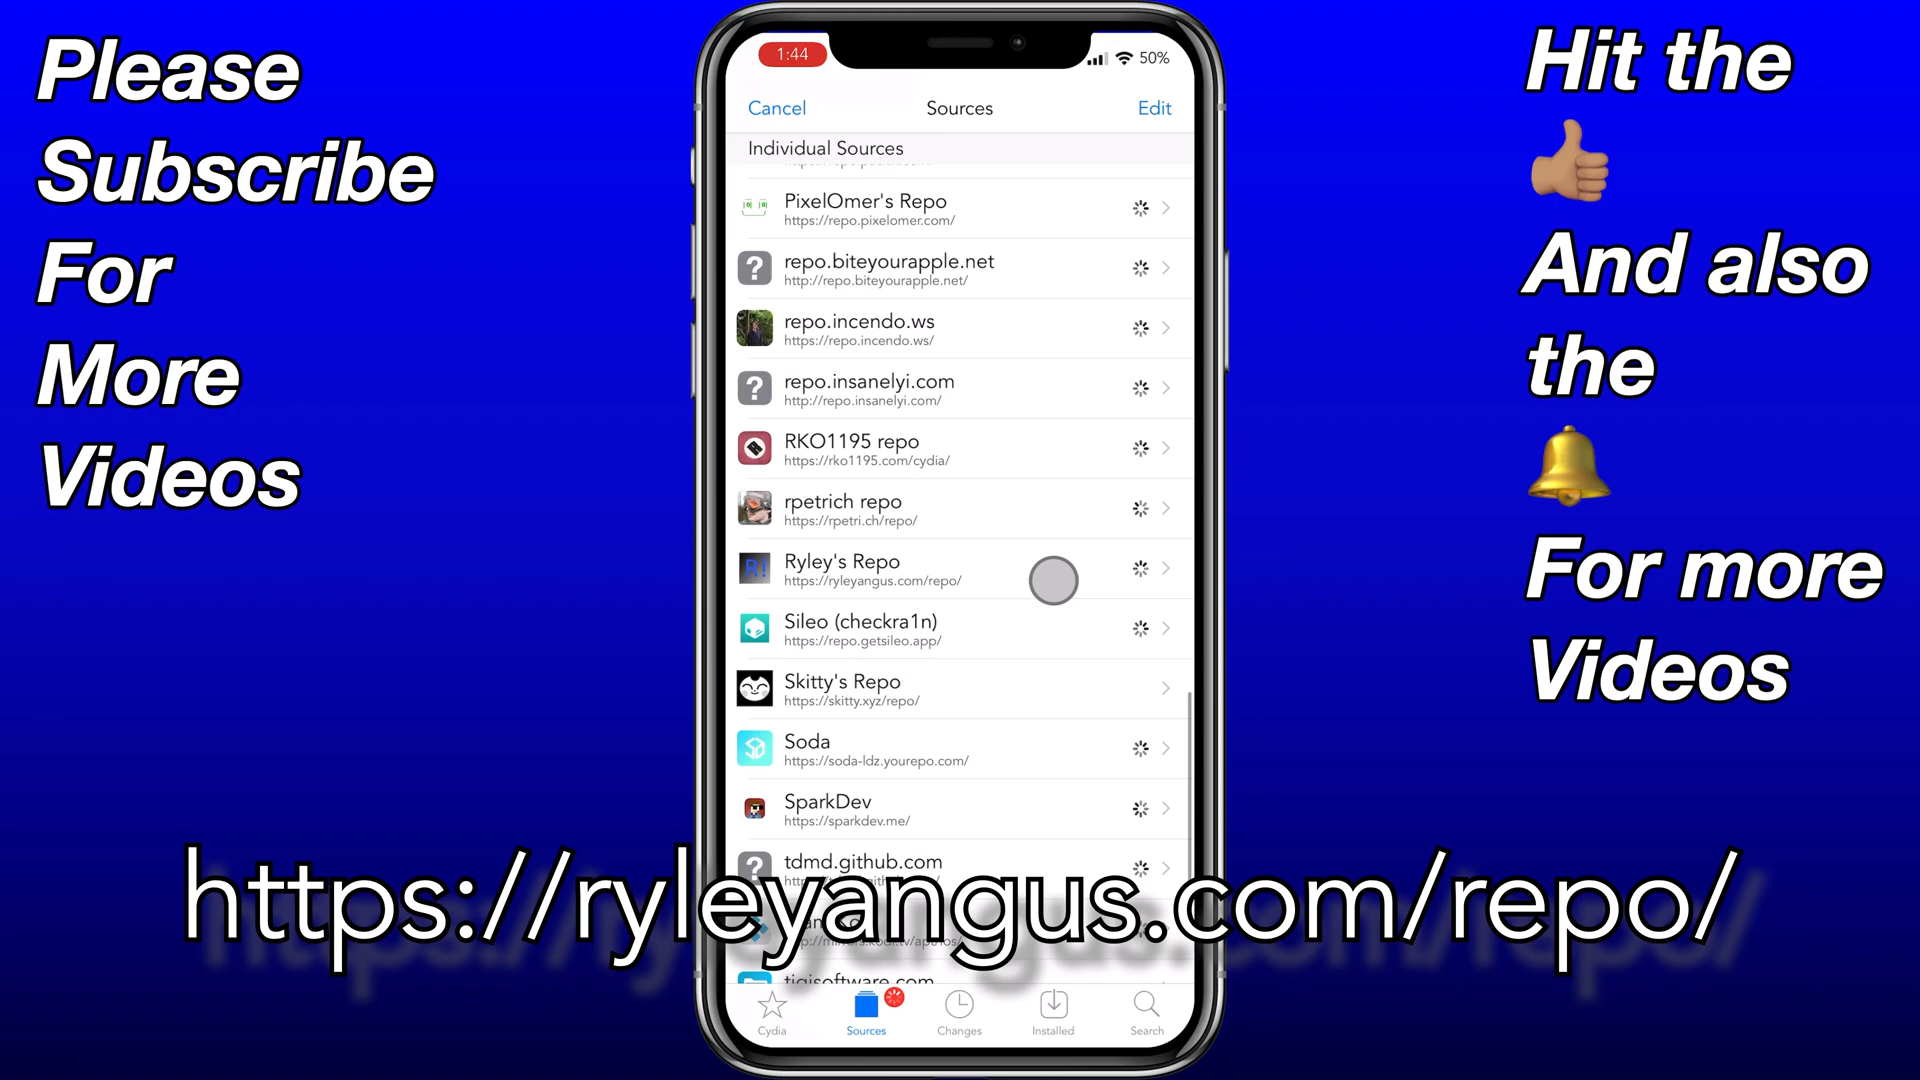 Please
Subscribe
For
More
Videos
1:44
50%
Cancel
Sources
Edit
Individual Sources
PixelOmer's Repo
https://repo.pixelomer.com/
repo.biteyourapple.net
http://repo.biteyourapple.net/
repo.incendo.ws
https://repo.incendo.ws/
repo.insanelyi.com
http://repo.insanelyi.com/
RKO1195 repo
https://rko1195.com/cydia/
rpetrich repo
https://rpetri.ch/repo/
R!
Ryley's Repo
https://ryleyangus.com/repo/
Sileo (checkra1n)
https://repo.getsileo.app/
Skitty's Repo
https://skitty.xyz/repo/
Soda
https://soda-ldz.yourepo.com/
SparkDev
https://sparkdev.me/
tdmd.github.com
https://ryleyangus.com/repo/
tigisoftware.com
Cydia
Sources
Changes
Installed
Search
Hit the
And also
the
For more
Videos